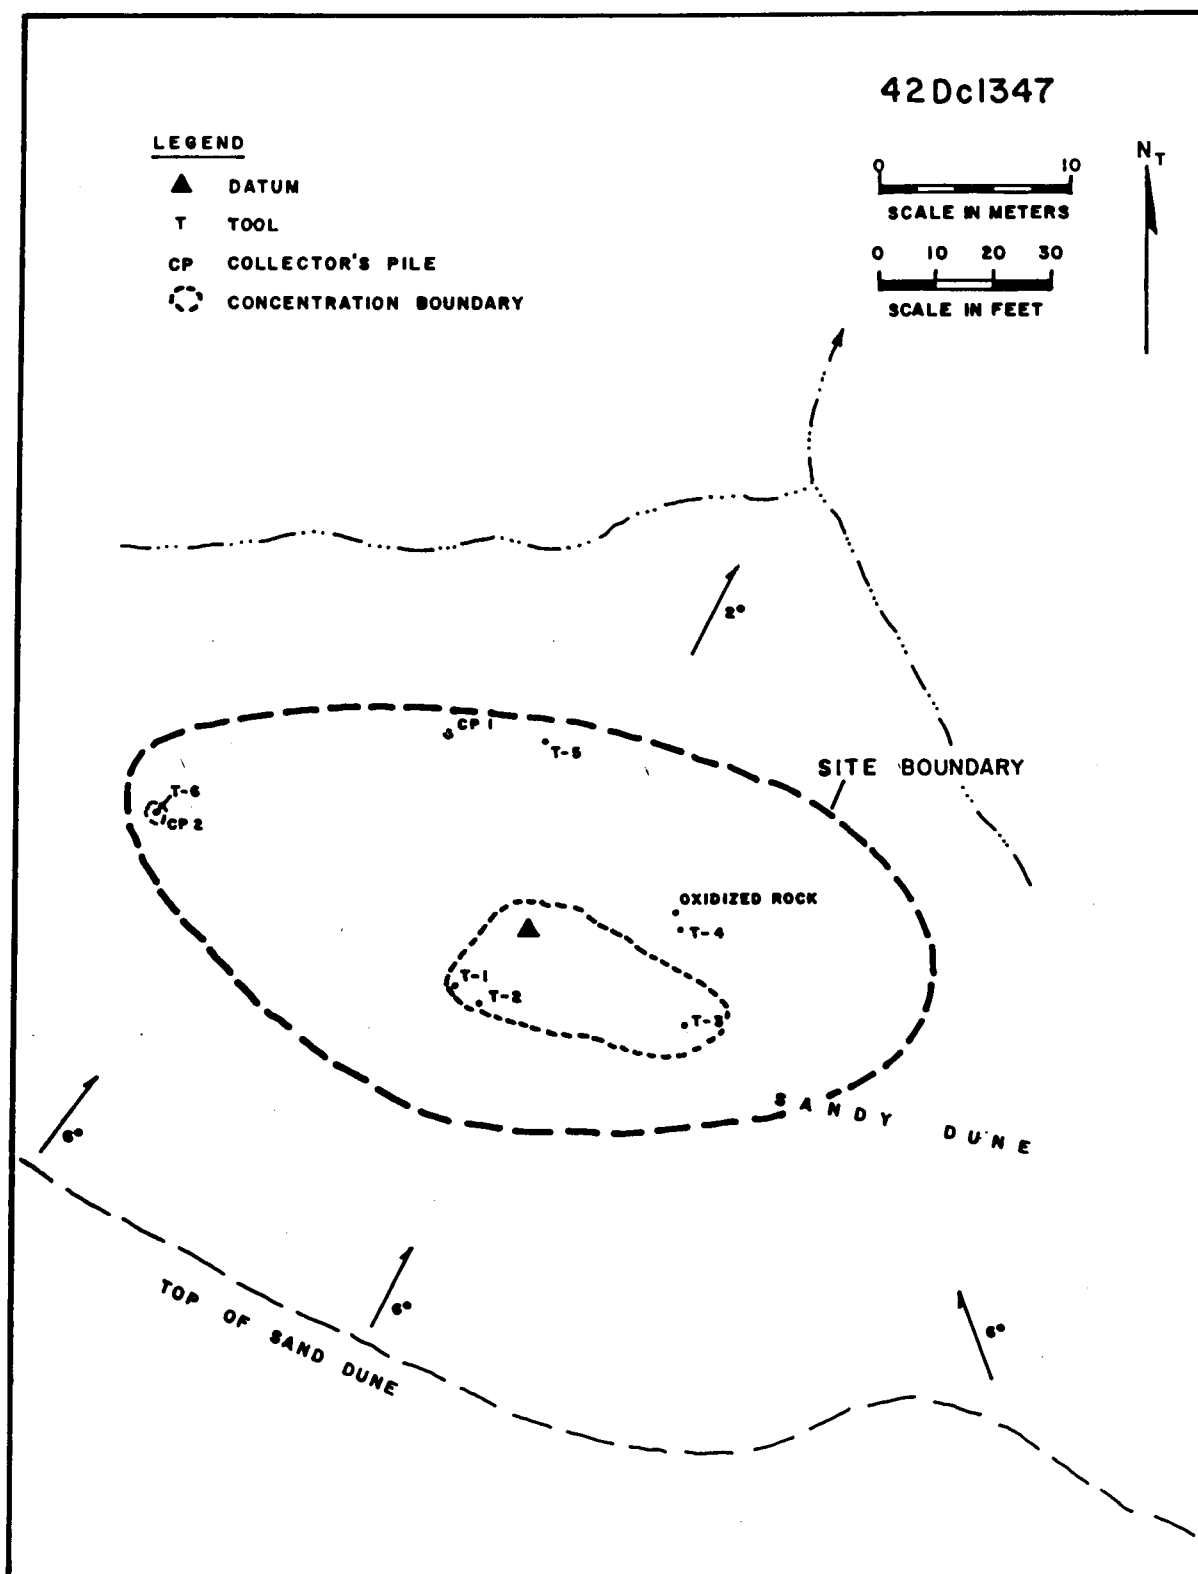 42Dc1347
LEGEND
DATUM
T TOOL
CP COLLECTOR'S PILE
CONCENTRATION BOUNDARY
0 10
SCALE IN METERS
0 10 20 30
SCALE IN FEET
NT
2°
CP 1
T-5
SITE BOUNDARY
T-6
CP 2
OXIDIZED ROCK
T-4
T-1
T-2
T-3
SANDY DUNE
6°
TOP OF SAND DUNE
6°
6°